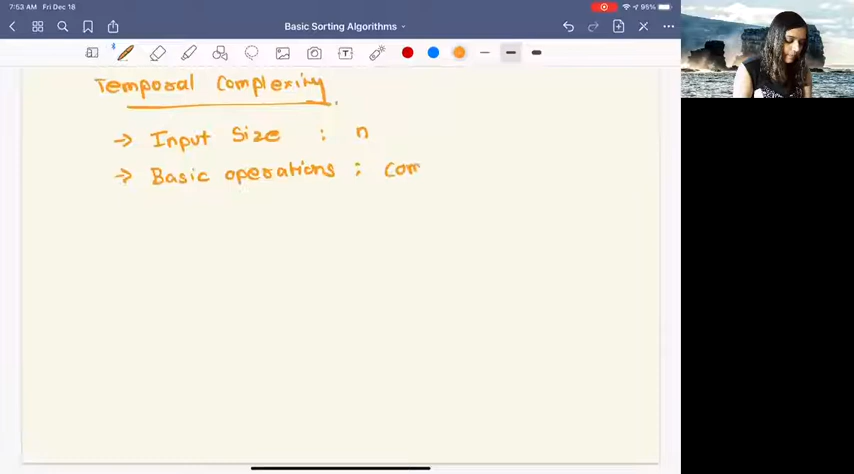 7:53 AM Fri Dec 18
95%
Basic Sorting Algorithms
T
Temporal Complexity
→ Input Size : n
→ Basic operations : com